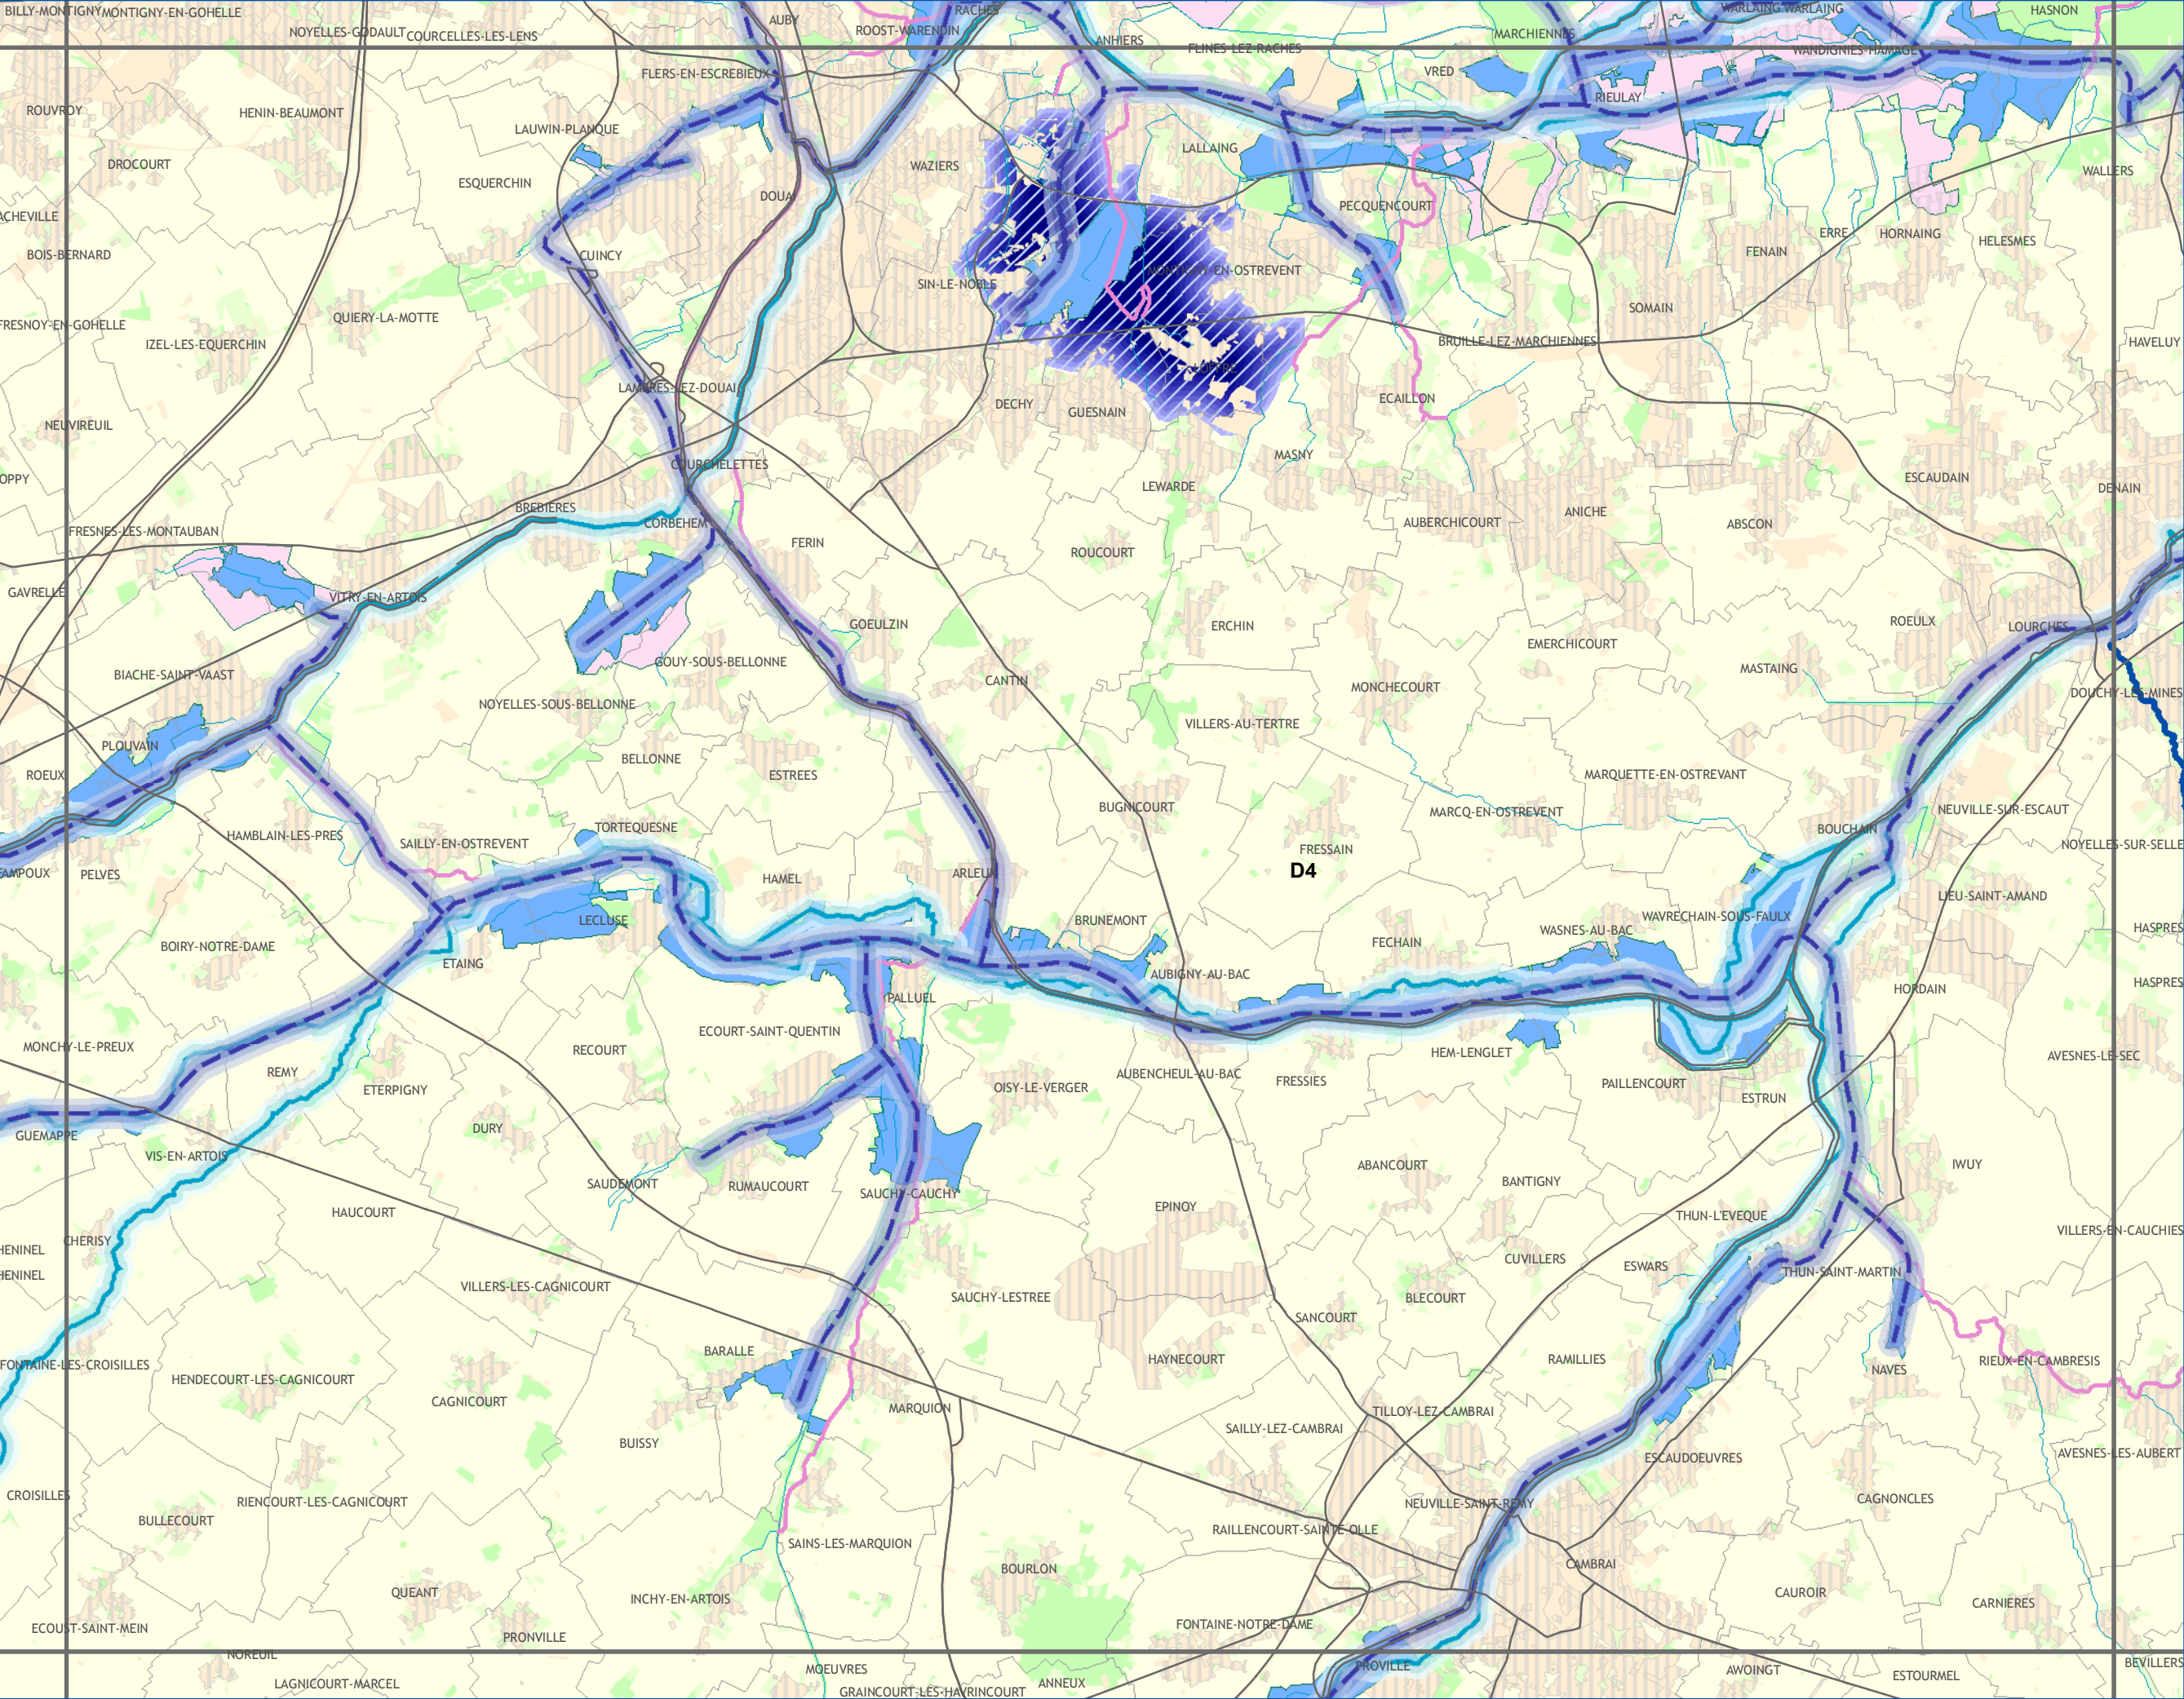 BILLY-MONTIGNY MONTIGNY-EN-GOHELLE
NOYELLES-GODAULT
COURCELLES-LES-LENS
AUBY
ROOST-WARENDIN
RACHES
ANHIERS
FLINES-LEZ-RACHES
MARCHIENNES
WARLAING WARLAING
WANDIGNIES-HAMAGE
HASNON
ROUVROY
HENIN-BEAUMONT
FLERS-EN-ESCREBIEUX
VRED
RIEULAY
LAUWIN-PLANQUE
DROCOURT
ESQUERCHIN
WAZIERS
LALLAING
WALLERS
DOUAI
PECQUENCOURT
ACHEVILLE
BOIS-BERNARD
CUINCY
SIN-LE-NOBLE
MONTIGNY-EN-OSTREVENT
FENAIN
ERRE
HORNAING
HELESMES
FRESNOY-EN-GOHELLE
QUIERY-LA-MOTTE
IZEL-LES-EQUERCHIN
SOMAIN
BRUILLE-LEZ-MARCHIENNES
HAVELUY
LAMBRES-LEZ-DOUAI
LOFFRE
DECHY
GUESNAIN
ECAILLON
NEUVIREUIL
COURCHELETTES
MASNY
OPPY
LEWARDE
ESCAUDAIN
DENAIN
BREBIERES
CORBEHEM
AUBERCHICOURT
ANICHE
ABSCON
FRESNES-LES-MONTAUBAN
FERIN
ROUCOURT
GAVRELLE
VITRY-EN-ARTOIS
GOEULZIN
ERCHIN
EMERCHICOURT
ROEULX
LOURCHES
BIACHE-SAINT-VAAST
GOUY-SOUS-BELLONNE
CANTIN
MONCHECOURT
MASTAING
DOUCHY-LES-MINES
NOYELLES-SOUS-BELLONNE
VILLERS-AU-TERTRE
PLOUVAIN
BELLONNE
ESTREES
ROEUX
MARQUETTE-EN-OSTREVANT
BUGNICOURT
MARCQ-EN-OSTREVENT
NEUVILLE-SUR-ESCAUT
HAMBLAIN-LES-PRES
SAILLY-EN-OSTREVENT
TORTEQUESNE
BOUCHAIN
NOYELLES-SUR-SELLE
FRESSAIN
D4
FAMPOUX
PELVES
HAMEL
ARLEUX
LIEU-SAINT-AMAND
LECLUSE
BRUNEMONT
WAVRECHAIN-SOUS-FAULX
HASPRES
BOIRY-NOTRE-DAME
ETAING
FECHAIN
WASNES-AU-BAC
AUBIGNY-AU-BAC
HASPRES
PALLUEL
HORDAIN
ECOURT-SAINT-QUENTIN
MONCHY-LE-PREUX
RECOURT
HEM-LENGLET
AVESNES-LE-SEC
REMY
ETERPIGNY
OISY-LE-VERGER
AUBENCHEUL-AU-BAC
FRESSIES
PAILLENCOURT
ESTRUN
GUEMAPPE
DURY
VIS-EN-ARTOIS
SAUDEMONT
RUMAUCOURT
SAUCHY-CAUCHY
ABANCOURT
BANTIGNY
IWUY
HAUCOURT
EPINOY
THUN-L'EVEQUE
VILLERS-EN-CAUCHIES
CHERISY
HENINEL
HENINEL
CUVILLERS
ESWARS
THUN-SAINT-MARTIN
VILLERS-LES-CAGNICOURT
SAUCHY-LESTREE
BLECOURT
SANCOURT
BARALLE
FONTAINE-LES-CROISILLES
HENDECOURT-LES-CAGNICOURT
HAYNECOURT
RAMILLIES
NAVES
RIEUX-EN-CAMBRESIS
CAGNICOURT
MARQUION
TILLOY-LEZ-CAMBRAI
SAILLY-LEZ-CAMBRAI
BUISSY
ESCAUDOEUVRES
AVESNES-LES-AUBERT
CROISILLES
RIENCOURT-LES-CAGNICOURT
NEUVILLE-SAINT-REMY
CAGNONCLES
BULLECOURT
RAILLENCOURT-SAINTE-OLLE
SAINS-LES-MARQUION
BOURLON
CAMBRAI
QUEANT
INCHY-EN-ARTOIS
CAUROIR
CARNIERES
ECOUST-SAINT-MEIN
FONTAINE-NOTRE-DAME
PRONVILLE
NOREUIL
MOEUVRES
PROVILLE
AWOINGT
ESTOURMEL
BEVILLERS
LAGNICOURT-MARCEL
GRAINCOURT-LES-HAVRINCOURT
ANNEUX